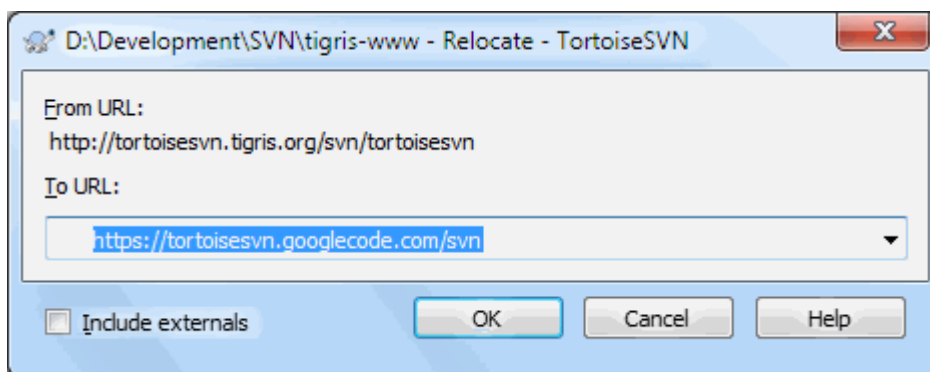 D:\Development\SVN\tigris-www - Relocate - TortoiseSVN
From URL:
http://tortoisesvn.tigris.org/svn/tortoisesvn
To URL:
https://tortoisesvn.googlecode.com/svn
Include externals
OK
Cancel
Help